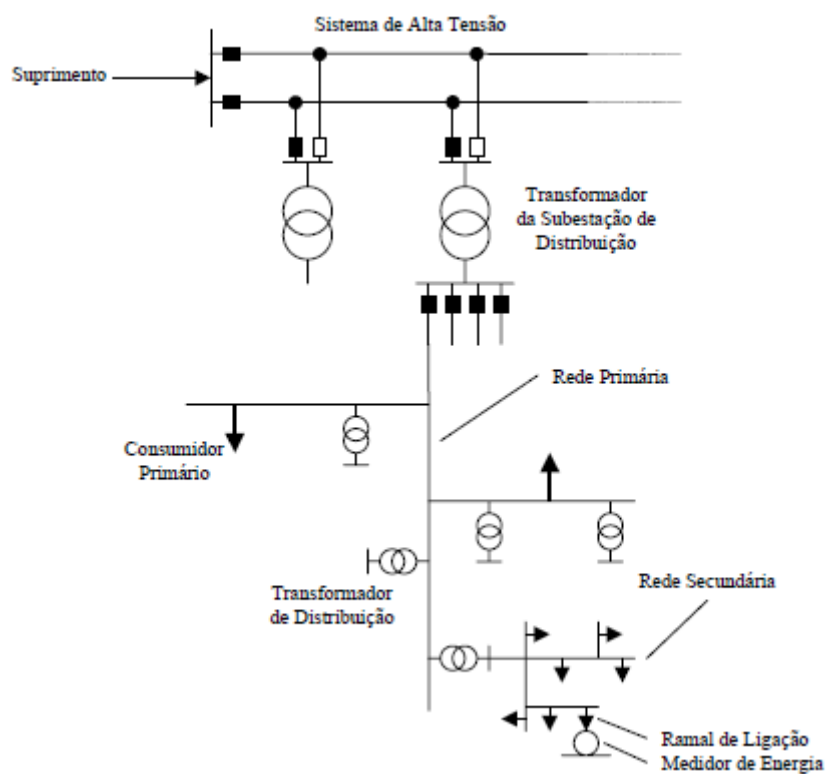 Sistema de Alta Tensão
Suprimento
Transformador
da Subestação de
Distribuição
Rede Primária
Consumidor
Primário
Transformador
de Distribuição
Rede Secundária
Ramal de Ligação
Medidor de Energia